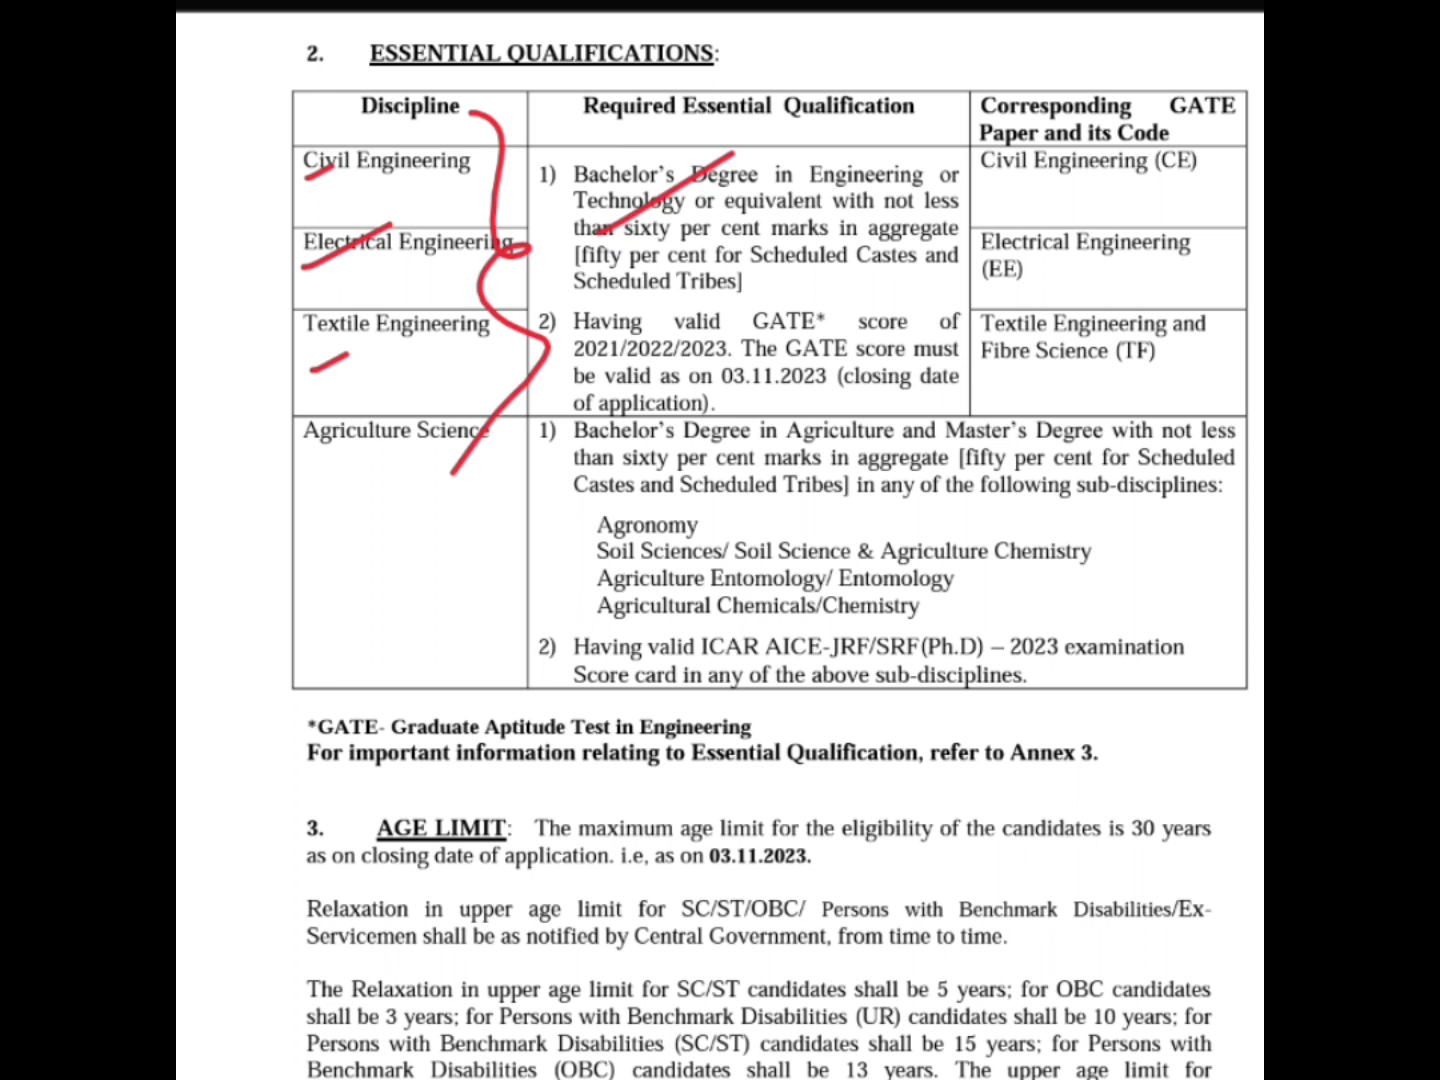 2. ESSENTIAL QUALIFICATIONS:
Discipline
Required Essential Qualification
Corresponding GATE
Paper and its Code
Civil Engineering
Electrical Engineering
Textile Engineering
1) Bachelor's Degree in Engineering or
Technology or equivalent with not less
than sixty per cent marks in aggregate
[fifty per cent for Scheduled Castes and
Scheduled Tribes]
2) Having valid GATE* score of
2021/2022/2023. The GATE score must
be valid as on 03.11.2023 (closing date
of application).
Civil Engineering (CE)
Electrical Engineering
(EE)
Textile Engineering and
Fibre Science (TF)
Agriculture Science
1) Bachelor's Degree in Agriculture and Master's Degree with not less
than sixty per cent marks in aggregate [fifty per cent for Scheduled
Castes and Scheduled Tribes] in any of the following sub-disciplines:
Agronomy
Soil Sciences/ Soil Science & Agriculture Chemistry
Agriculture Entomology/ Entomology
Agricultural Chemicals/Chemistry
2) Having valid ICAR AICE-JRF/SRF(Ph.D) – 2023 examination
Score card in any of the above sub-disciplines.
*GATE- Graduate Aptitude Test in Engineering
For important information relating to Essential Qualification, refer to Annex 3.
3. AGE LIMIT: The maximum age limit for the eligibility of the candidates is 30 years
as on closing date of application. i.e, as on 03.11.2023.
Relaxation in upper age limit for SC/ST/OBC/ Persons with Benchmark Disabilities/Ex-
Servicemen shall be as notified by Central Government, from time to time.
The Relaxation in upper age limit for SC/ST candidates shall be 5 years; for OBC candidates
shall be 3 years; for Persons with Benchmark Disabilities (UR) candidates shall be 10 years; for
Persons with Benchmark Disabilities (SC/ST) candidates shall be 15 years; for Persons with
Benchmark Disabilities (OBC) candidates shall be 13 years. The upper age limit for